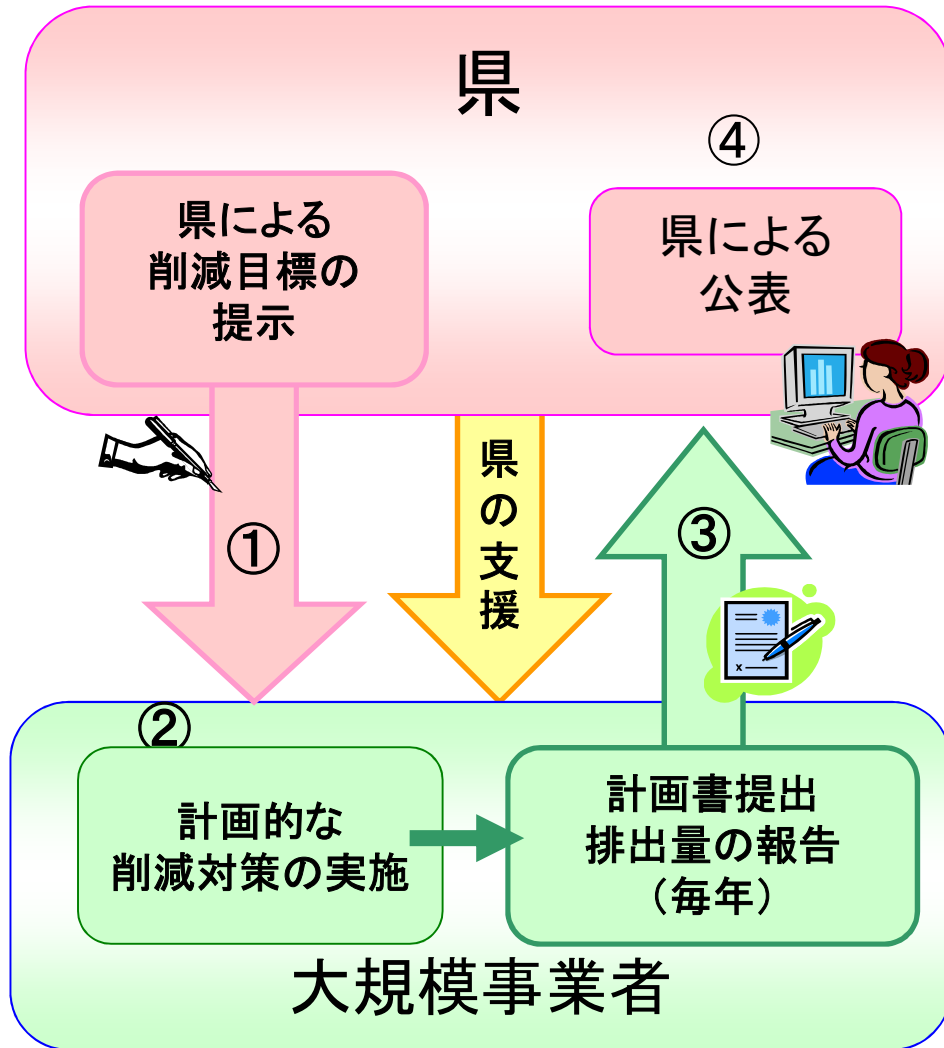 県
④
県による
削減目標の
提示
県による
公表
①
県の支援
③
②
計画的な
削減対策の実施
計画書提出
排出量の報告
（毎年）
大規模事業者
x